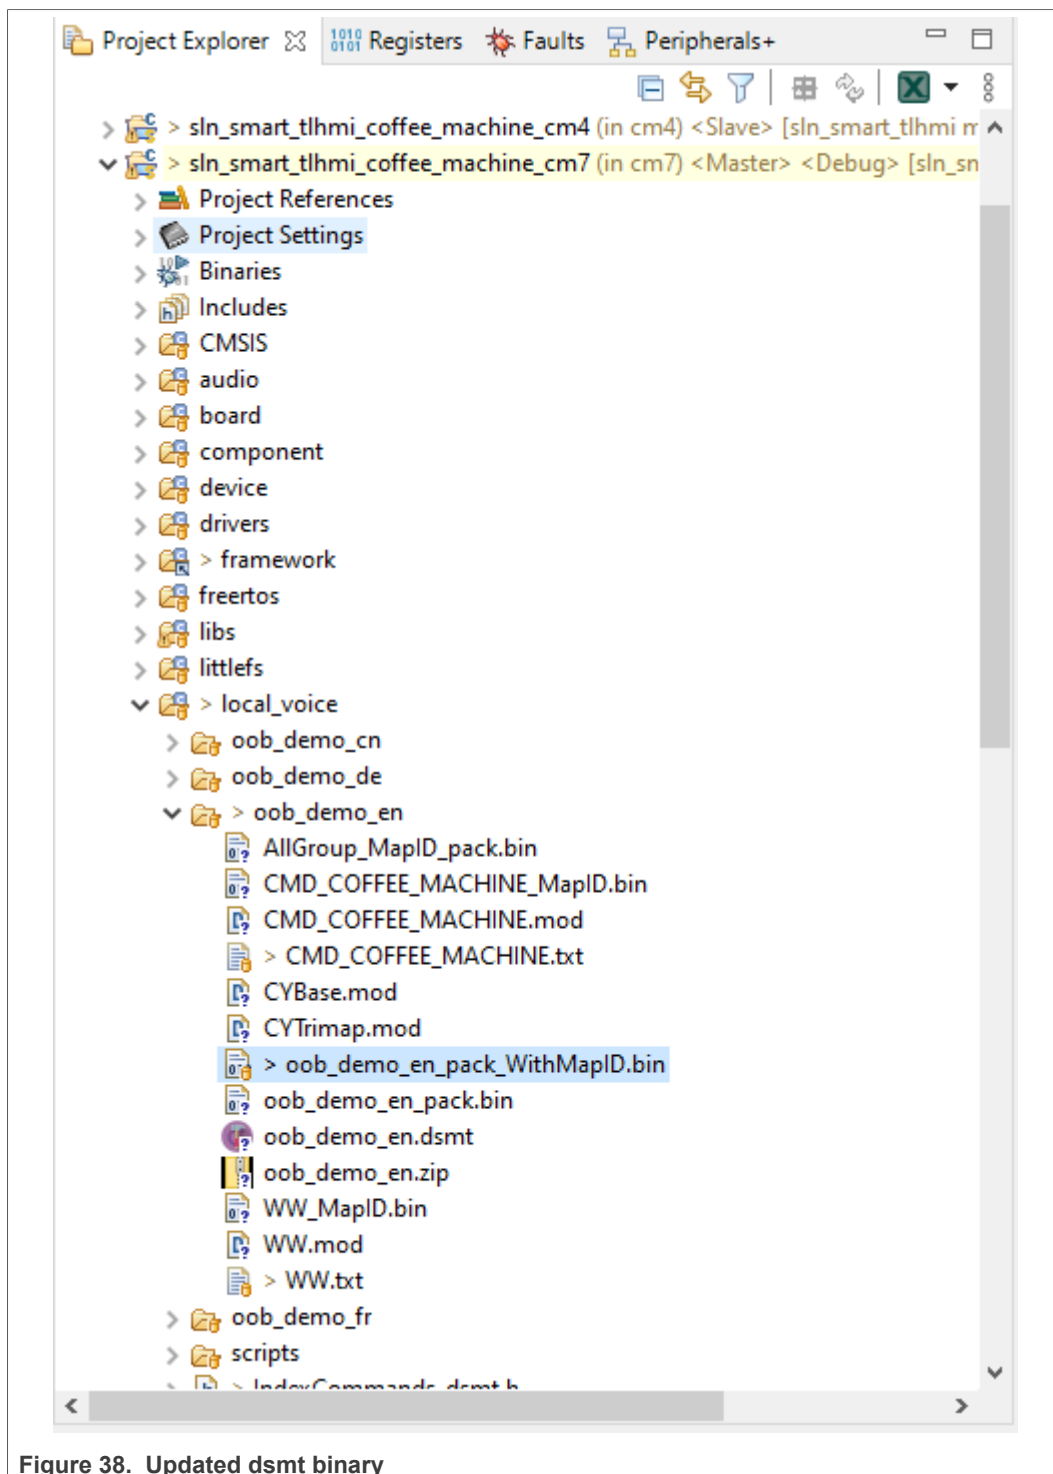 Project Explorer Registers Faults Peripherals+
> sln_smart_tlhmi_coffee_machine_cm4 (in cm4) <Slave> [sln_smart_tlhmi m
> sln_smart_tlhmi_coffee_machine_cm7 (in cm7) <Master> <Debug> [sln_sn
Project References
Project Settings
Binaries
Includes
CMSIS
audio
board
component
device
drivers
> framework
freertos
libs
littlefs
> local_voice
oob_demo_cn
oob_demo_de
> oob_demo_en
AllGroup_MapID_pack.bin
CMD_COFFEE_MACHINE_MapID.bin
CMD_COFFEE_MACHINE.mod
> CMD_COFFEE_MACHINE.txt
CYBase.mod
CYTrimap.mod
> oob_demo_en_pack_WithMapID.bin
oob_demo_en_pack.bin
oob_demo_en.dsmt
oob_demo_en.zip
WW_MapID.bin
WW.mod
> WW.txt
oob_demo_fr
scripts
> IndexCommands_dsmt.h
Figure 38. Updated dsmt binary